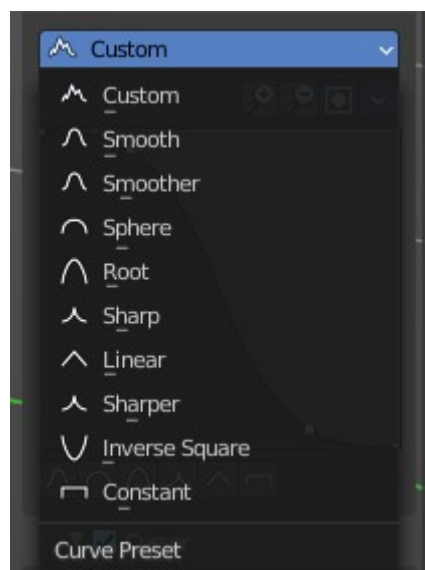 Custom
Custom
Smooth
Smoother
Sphere
Root
Sharp
Linear
Sharper
Inverse Square
Constant
Curve Preset